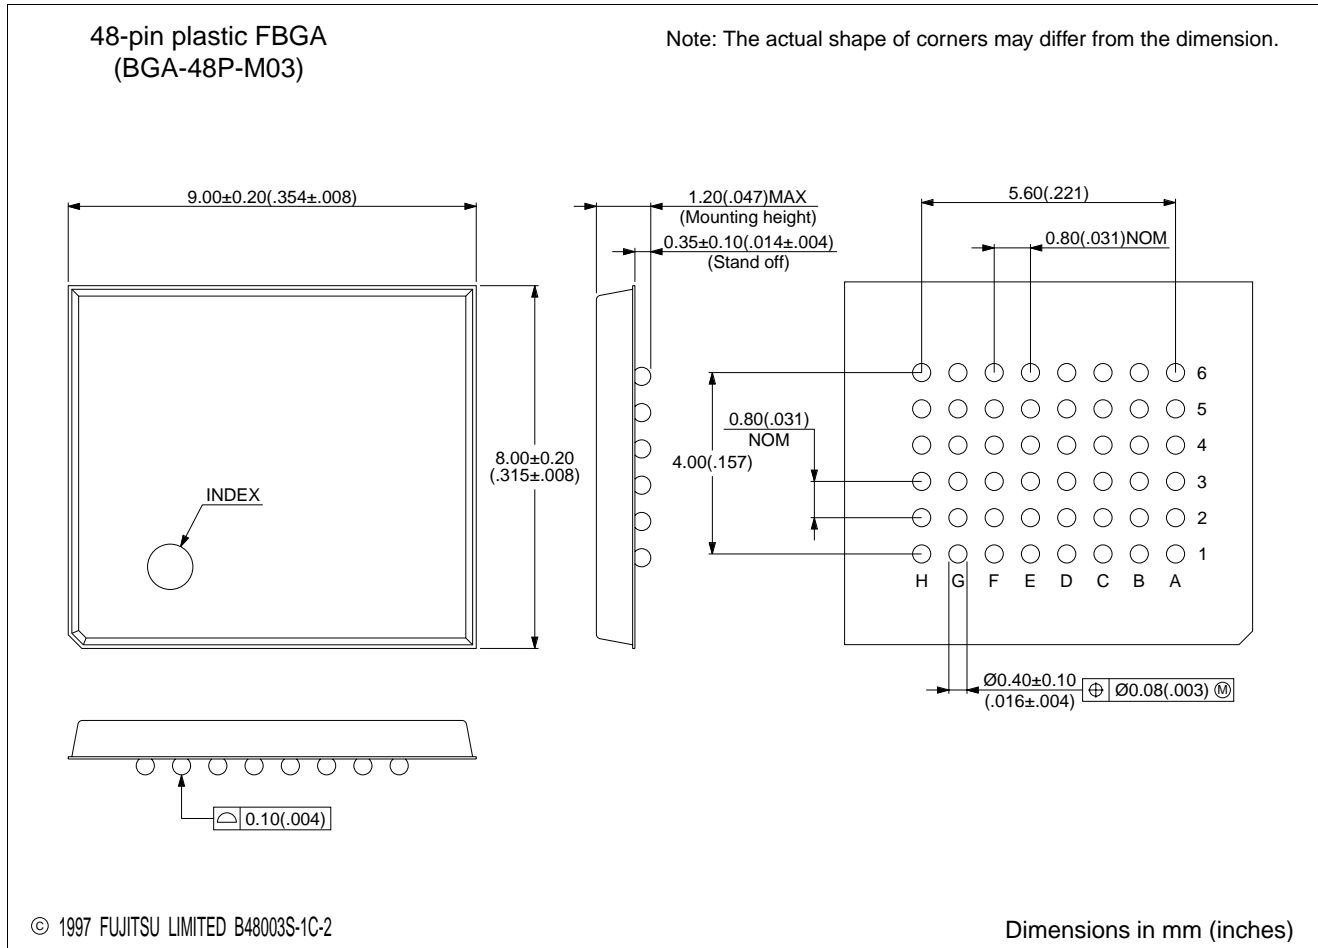 48-pin plastic FBGA
(BGA-48P-M03)
Note: The actual shape of corners may differ from the dimension.
9.00±0.20(.354±.008)
1.20(.047)MAX
(Mounting height)
0.35±0.10(.014±.004)
(Stand off)
5.60(.221)
0.80(.031)NOM
8.00±0.20
(.315±.008)
INDEX
0.80(.031)
NOM
4.00(.157)
6
5
4
3
2
1
H G F E D C B A
Ø0.40±0.10
(.016±.004)
⌖ Ø0.08(.003) Ⓜ
0.10(.004)
© 1997 FUJITSU LIMITED B48003S-1C-2
Dimensions in mm (inches)